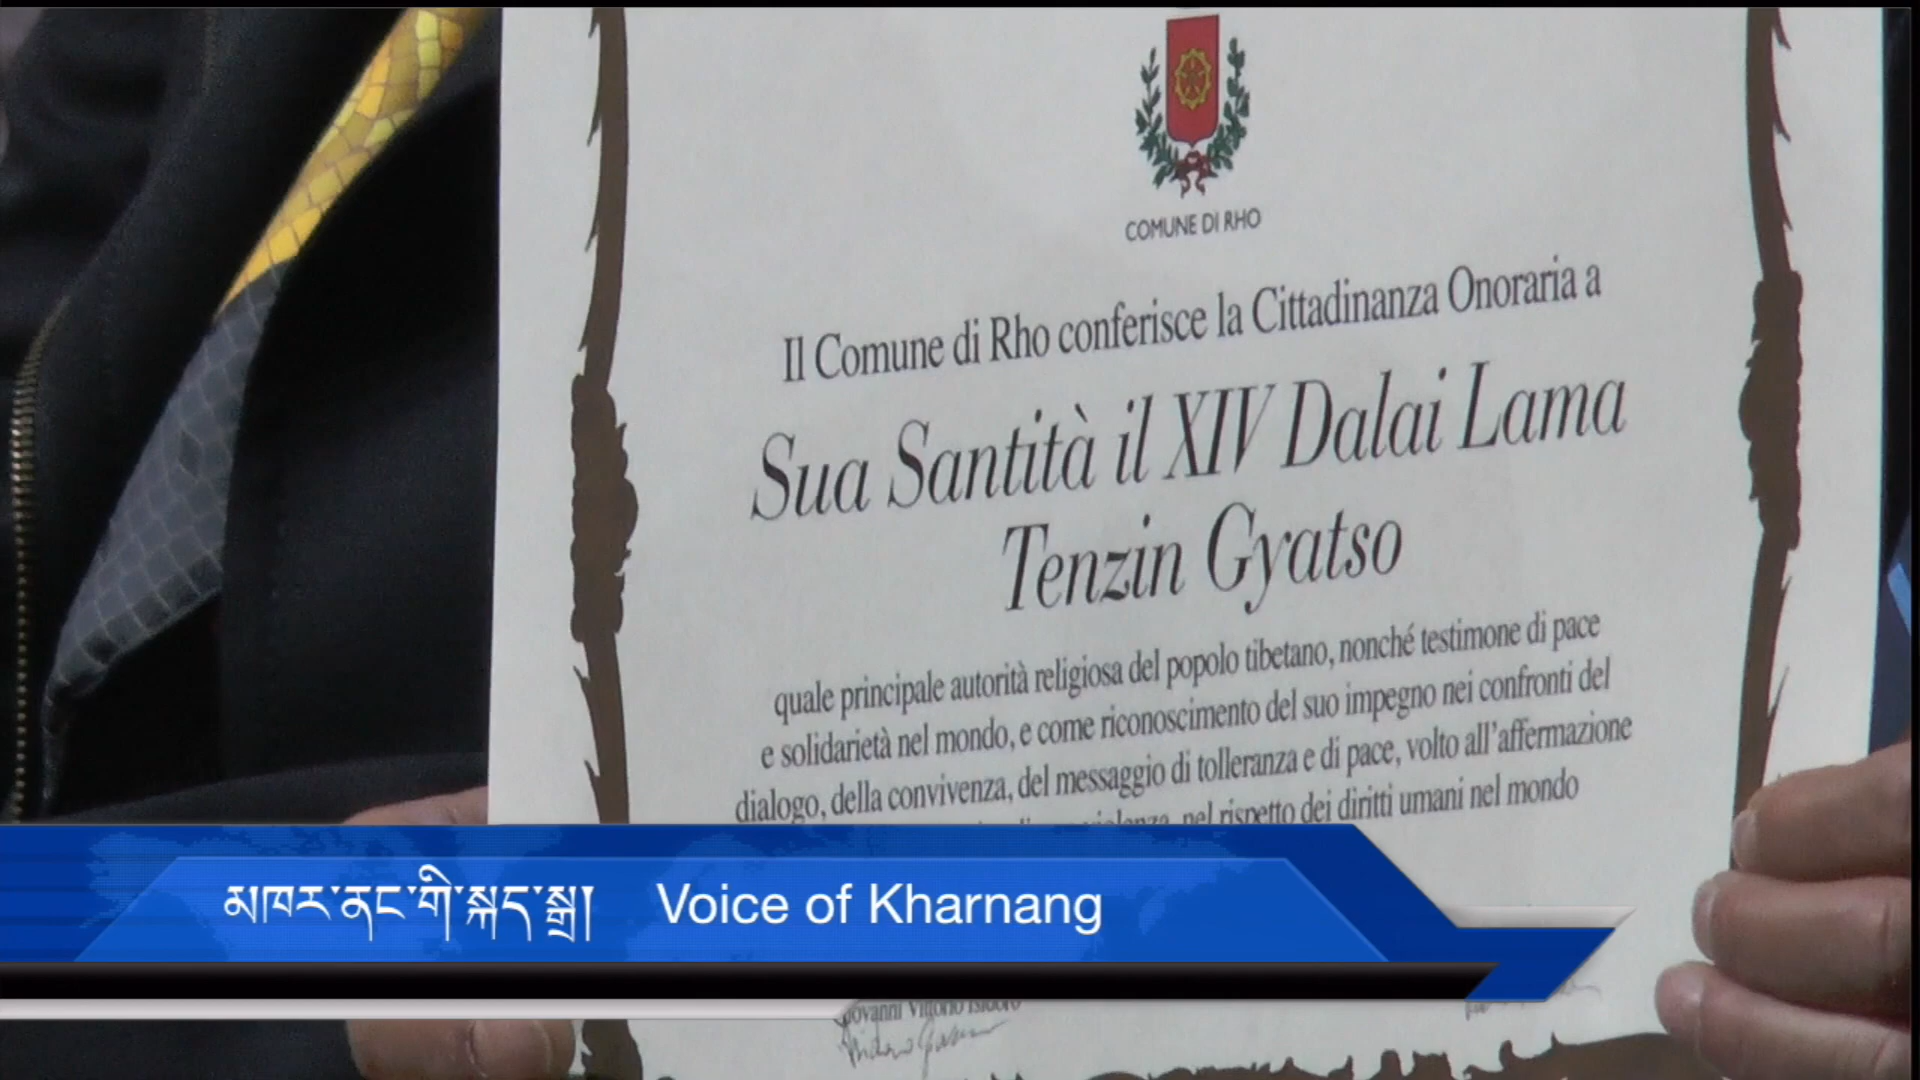 COMUNE DI RHO
Il Comune di Rho conferisce la Cittadinanza Onoraria a
Sua Santità il XIV Dalai Lama
Tenzin Gyatso
quale principale autorità religiosa del popolo tibetano, nonché testimone di pace
e solidarietà nel mondo, e come riconoscimento del suo impegno nei confronti del
dialogo, della convivenza, del messaggio di tolleranza e di pace, volto all'affermazione
nel rispetto dei diritti umani nel mondo
མཁར་ནང་གི་སྐད་སྒྲ། Voice of Kharnang
Vittorio Isidoro